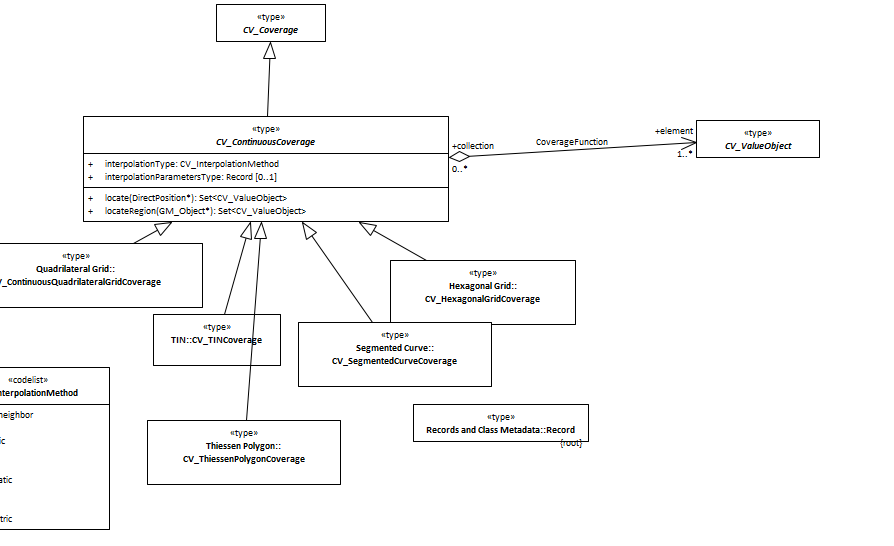 «type»
CV_Coverage
«type»
CV_ContinuousCoverage
+ interpolationType: CV_InterpolationMethod
+ interpolationParametersType: Record [0..1]
+ locate(DirectPosition*): Set<CV_ValueObject>
+ locateRegion(GM_Object*): Set<CV_ValueObject>
+collection
0..*
CoverageFunction
+element
1..*
«type»
CV_ValueObject
«type»
Quadrilateral Grid::
V_ContinuousQuadrilateralGridCoverage
«type»
Hexagonal Grid::
CV_HexagonalGridCoverage
«type»
TIN::CV_TINCoverage
«type»
Segmented Curve::
CV_SegmentedCurveCoverage
«codelist»
nterpolationMethod
neighbor
ic
atic
tric
«type»
Thiessen Polygon::
CV_ThiessenPolygonCoverage
«type»
Records and Class Metadata::Record
{root}